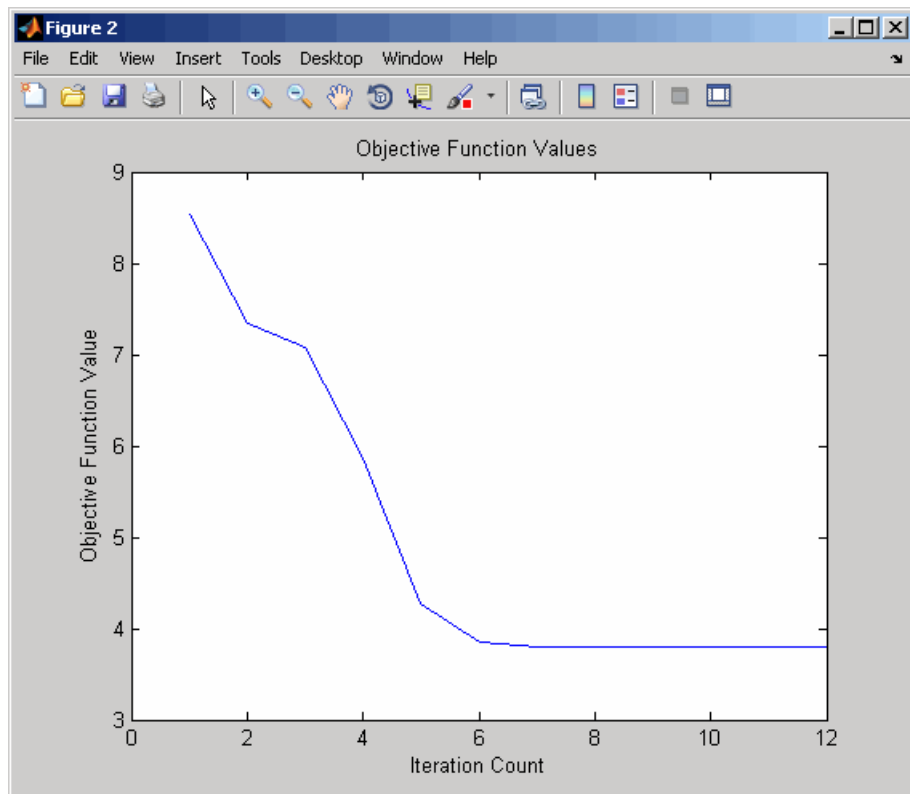 Figure 2
File Edit View Insert Tools Desktop Window Help
Objective Function Values
9
8
7
6
5
4
3
Objective Function Value
0 2 4 6 8 10 12
Iteration Count